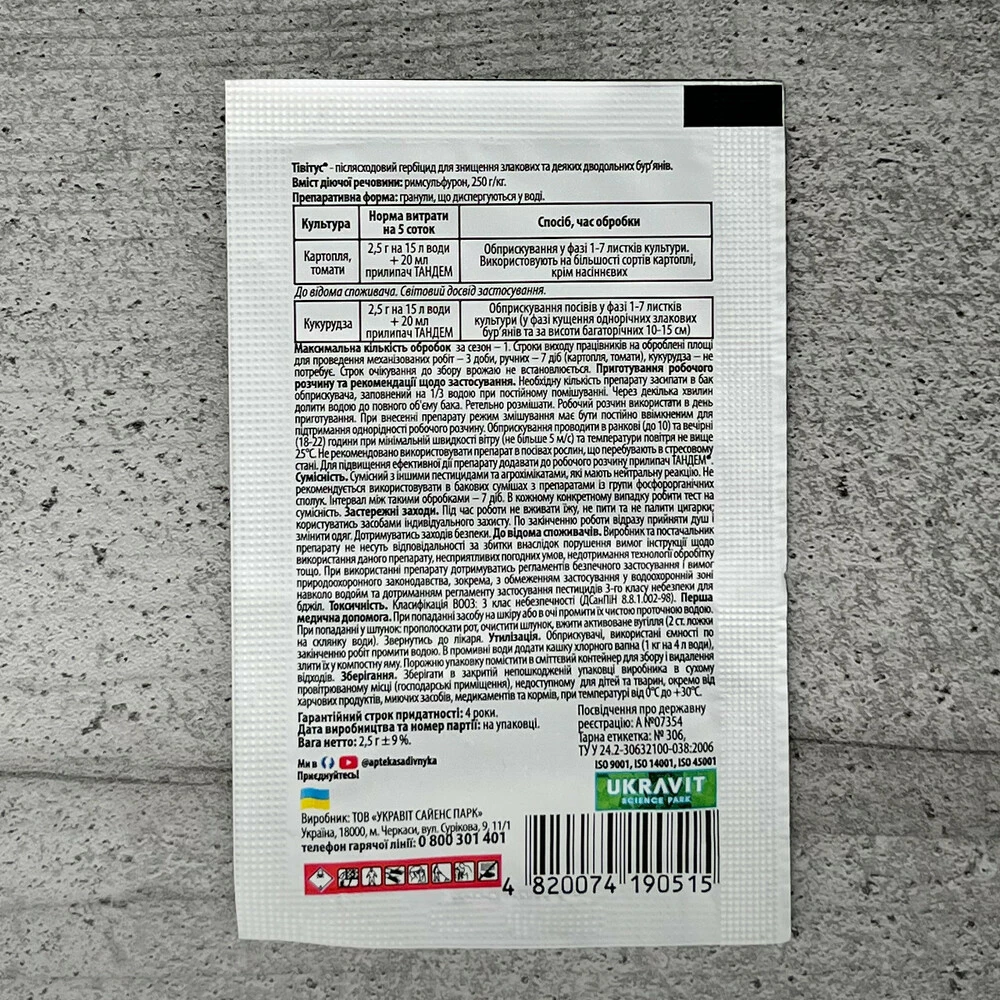 Тівітус® - післясходовий гербіцид для знищення злакових та деяких дводольних бур'янів.
Вміст діючої речовини: римсульфурон, 250 г/кг.
Препаративна форма: гранули, що диспергуються у воді.
Культура
Норма витрати
на 5 соток
Спосіб, час обробки
Картопля,
томати
2,5 г на 15 л води
+ 20 мл
прилипач ТАНДЕМ
Обприскування у фазі 1-7 листків культури.
Використовують на більшості сортів картоплі,
крім насіннєвих
До відома споживача. Світовий досвід застосування.
Кукурудза
2,5 г на 15 л води
+ 20 мл
прилипач ТАНДЕМ
Обприскування посівів у фазі 1-7 листків
культури (у фазі кущення однорічних злакових
бур'янів та за висоти багаторічних 10-15 см)
Максимальна кількість обробок за сезон – 1. Строки виходу працівників на оброблені площі
для проведення механізованих робіт – 3 доби, ручних – 7 діб (картопля, томати), кукурудза – не
потребує. Строк очікування до збору врожаю не встановлюється. Приготування робочого
розчину та рекомендації щодо застосування. Необхідну кількість препарату засипати в бак
обприскувача, заповнений на 1/3 водою при постійному помішуванні. Через декілька хвилин
долити водою до повного об'єму бака. Ретельно розмішати. Робочий розчин використати в день
приготування. При внесенні препарату режим змішування має бути постійно ввімкненим для
підтримання однорідності робочого розчину. Обприскування проводити в ранкові (до 10) та вечірні
(18-22) години при мінімальній швидкості вітру (не більше 5 м/с) та температури повітря не вище
25°С. Не рекомендовано використовувати препарат в посівах рослин, що перебувають в стресовому
стані. Для підвищення ефективної дії препарату додавати до робочого розчину прилипач ТАНДЕМ®.
Сумісність. Сумісний з іншими пестицидами та агрохімікатами, які мають нейтральну реакцію. Не
рекомендується використовувати в бакових сумішах з препаратами із групи фосфорорганічних
сполук. Інтервал між такими обробками – 7 діб. В кожному конкретному випадку робити тест на
сумісність. Застережні заходи. Під час роботи не вживати їжу, не пити та не палити цигарки;
користуватись засобами індивідуального захисту. По закінченню роботи відразу прийняти душ і
змінити одяг. Дотримуватись заходів безпеки. До відома споживачів. Виробник та постачальник
препарату не несуть відповідальності за збитки внаслідок порушення вимог інструкції щодо
використання даного препарату, несприятливих погодних умов, недотримання технології обробітку
тощо. При використанні препарату дотримуватись регламентів безпечного застосування і вимог
природоохоронного законодавства, зокрема, з обмеженням застосування у водоохоронній зоні
навколо водойм та дотриманням регламенту застосування пестицидів 3-го класу небезпеки для
бджіл. Токсичність. Класифікація ВООЗ: 3 клас небезпечності (ДСанПіН 8.8.1.002-98). Перша
медична допомога. При попаданні засобу на шкіру або в очі промити їх чистою проточною водою.
При попаданні у шлунок: прополоскати рот, очистити шлунок, вжити активоване вугілля (2 ст. ложки
на склянку води). Звернутись до лікаря. Утилізація. Обприскувачі, використані ємності по
закінченню робіт промити водою. В промивні води додати кашку хлорного вапна (1 кг на 4 л води),
злити їх у компостну яму. Порожню упаковку помістити в сміттєвий контейнер для збору і видалення
відходів. Зберігання. Зберігати в закритій непошкодженій упаковці виробника в сухому
провітрюваному місці (господарські приміщення), недоступному для дітей та тварин, окремо від
харчових продуктів, миючих засобів, медикаментів та кормів, при температурі від 0°С до +30°С.
Гарантійний строк придатності: 4 роки.
Дата виробництва та номер партії: на упаковці.
Вага нетто: 2,5 г ± 9 %.
Посвідчення про державну
реєстрацію: А №07354
Тарна етикетка: № 306,
ТУ У 24.2-30632100-038:2006
ISO 9001, ISO 14001, ISO 45001
Ми в @aptekasadivnyka
Приєднуйтесь!
UKRAVIT
SCIENCE PARK
Виробник: ТОВ «УКРАВІТ САЙЕНС ПАРК»
Україна, 18000, м. Черкаси, вул. Сурікова, 9, 11/1
телефон гарячої лінії: 0 800 301 401
4 820074 190515